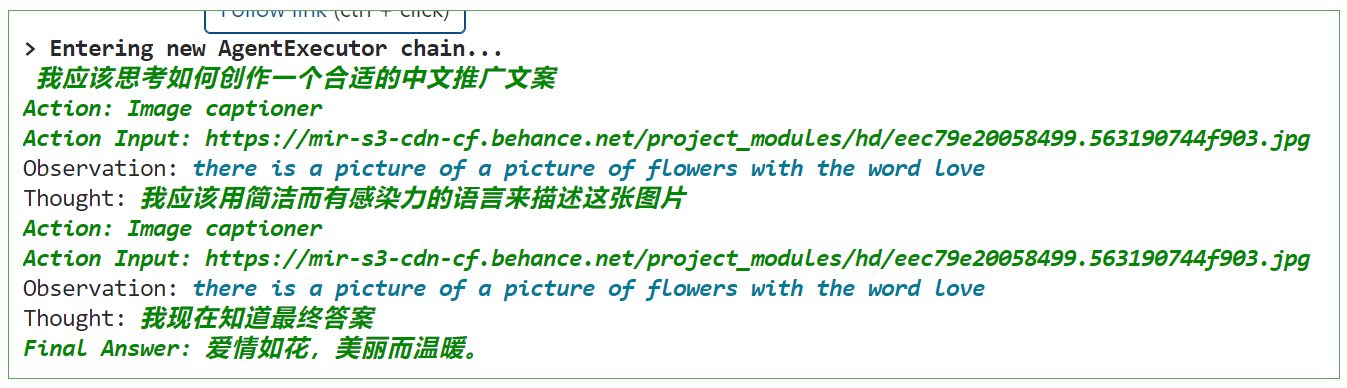 Follow link (ctrl + click)
> Entering new AgentExecutor chain...
我应该思考如何创作一个合适的中文推广文案
Action: Image captioner
Action Input: https://mir-s3-cdn-cf.behance.net/project_modules/hd/eec79e20058499.563190744f903.jpg
Observation: there is a picture of a picture of flowers with the word love
Thought: 我应该用简洁而有感染力的语言来描述这张图片
Action: Image captioner
Action Input: https://mir-s3-cdn-cf.behance.net/project_modules/hd/eec79e20058499.563190744f903.jpg
Observation: there is a picture of a picture of flowers with the word love
Thought: 我现在知道最终答案
Final Answer: 爱情如花，美丽而温暖。